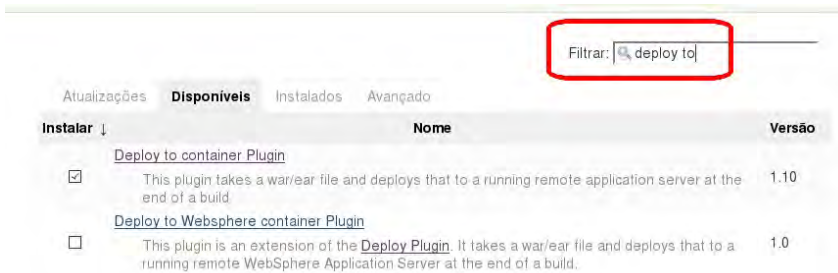 Filtrar: deploy to
Atualizações Disponíveis Instalados Avançado
Instalar ↓ Nome Versão
Deploy to container Plugin
This plugin takes a war/ear file and deploys that to a running remote application server at the 1.10
end of a build
Deploy to Websphere container Plugin
This plugin is an extension of the Deploy Plugin. It takes a war/ear file and deploys that to a 1.0
running remote WebSphere Application Server at the end of a build.